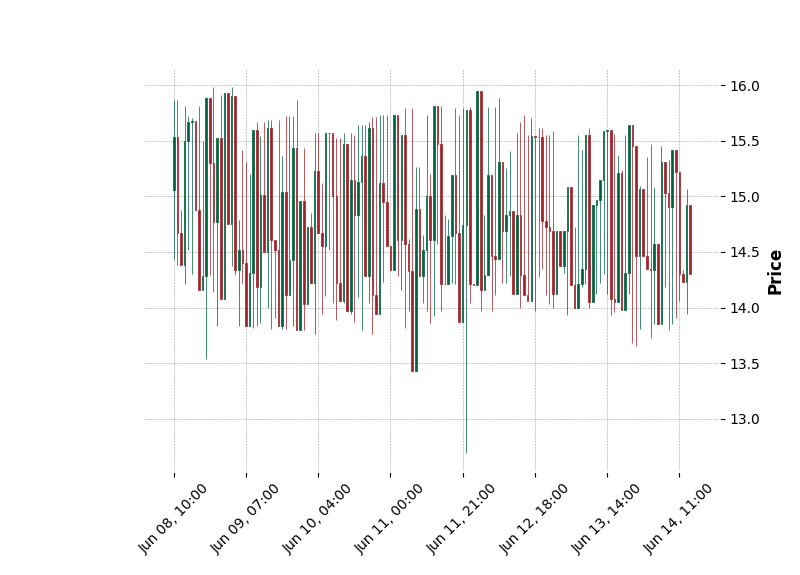 16.0
15.5
15.0
14.5
14.0
13.5
13.0
Price
Jun 08, 10:00
Jun 09, 07:00
Jun 10, 04:00
Jun 11, 00:00
Jun 11, 21:00
Jun 12, 18:00
Jun 13, 14:00
Jun 14, 11:00